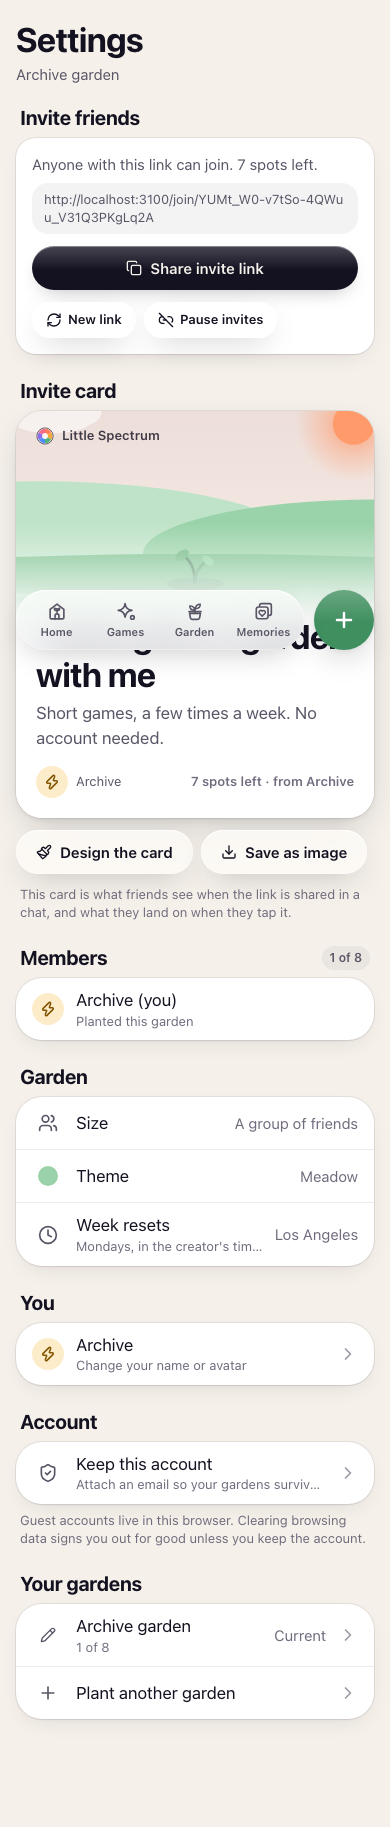 Settings
Archive garden
Invite friends
Anyone with this link can join. 7 spots left.
http://localhost:3100/join/YUMt_W0-v7tSo-4QWu
u_V31Q3PKgLq2A
Share invite link
New link
Pause invites
Invite card
Little Spectrum
Home
Games
Garden
Memories
with me
Short games, a few times a week. No
account needed.
Archive
7 spots left · from Archive
Design the card
Save as image
This card is what friends see when the link is shared in a
chat, and what they land on when they tap it.
Members
1 of 8
Archive (you)
Planted this garden
Garden
Size
A group of friends
Theme
Meadow
Week resets
Mondays, in the creator's tim...
Los Angeles
You
Archive
Change your name or avatar
Account
Keep this account
Attach an email so your gardens surviv...
Guest accounts live in this browser. Clearing browsing
data signs you out for good unless you keep the account.
Your gardens
Archive garden
1 of 8
Current
Plant another garden